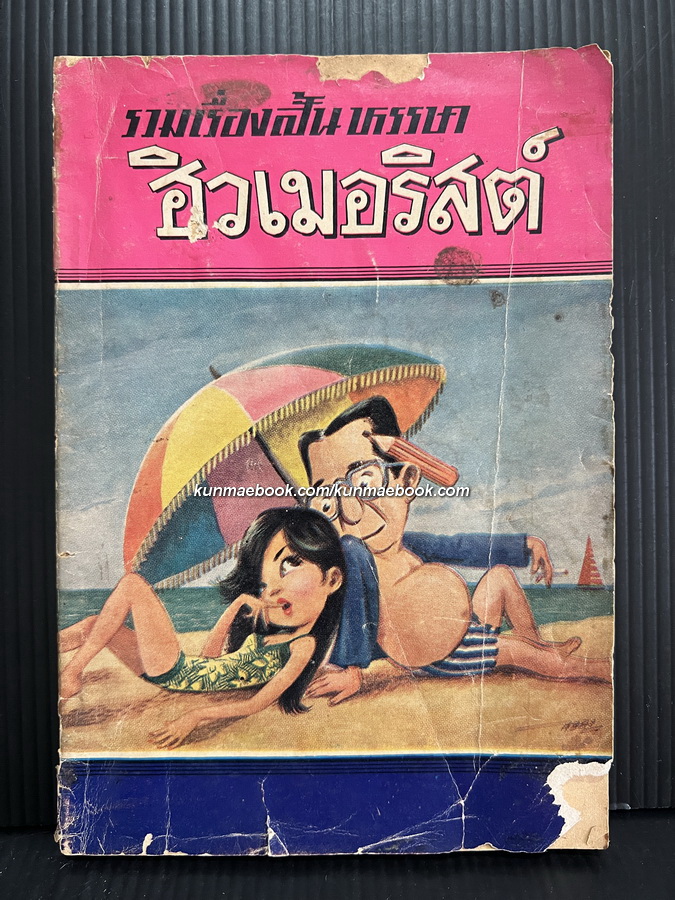 รวมเรื่องสั้น หรรษา
ฮิวเมอริสต์
kunmaebook.com/kunmaebook.com